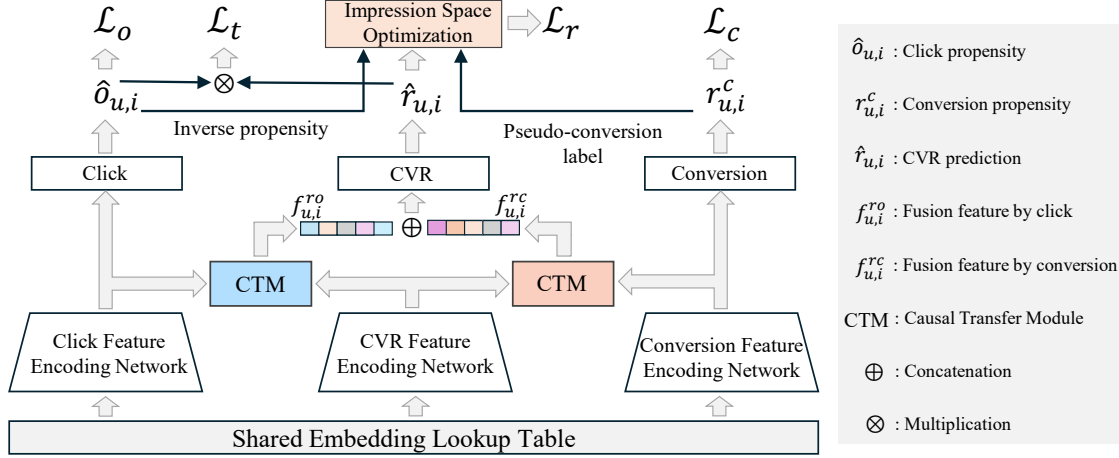 ℒ_o
ℒ_t
Impression Space
Optimization
ℒ_r
ℒ_c
ô_{u,i}
⊗
r̂_{u,i}
r^c_{u,i}
Inverse propensity
Pseudo-conversion
label
Click
CVR
Conversion
f^{ro}_{u,i}
⊕
f^{rc}_{u,i}
CTM
CTM
Click Feature
Encoding Network
CVR Feature
Encoding Network
Conversion Feature
Encoding Network
Shared Embedding Lookup Table
ô_{u,i} : Click propensity
r^c_{u,i} : Conversion propensity
r̂_{u,i} : CVR prediction
f^{ro}_{u,i} : Fusion feature by click
f^{rc}_{u,i} : Fusion feature by conversion
CTM : Causal Transfer Module
⊕ : Concatenation
⊗ : Multiplication